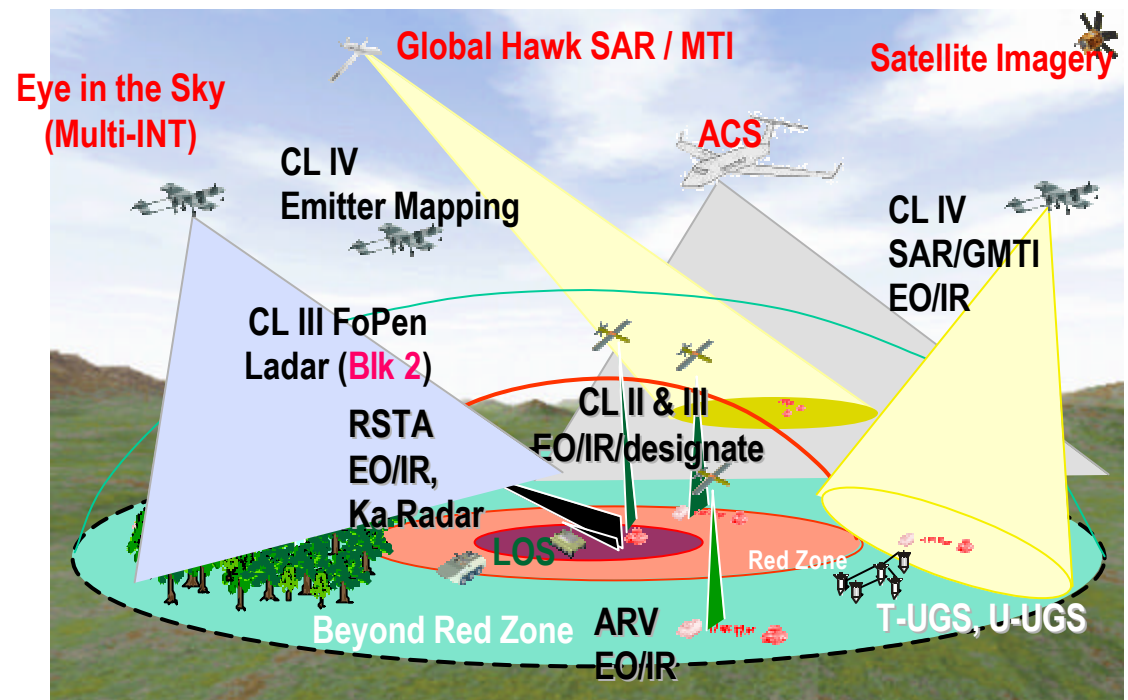 Global Hawk SAR / MTI
Satellite Imagery
Eye in the Sky
(Multi-INT)
ACS
CL IV
Emitter Mapping
CL IV
SAR/GMTI
EO/IR
CL III FoPen
Ladar (Blk 2)
CL II & III
EO/IR/designate
RSTA
EO/IR,
Ka Radar
LOS
Red Zone
T-UGS, U-UGS
Beyond Red Zone
ARV
EO/IR